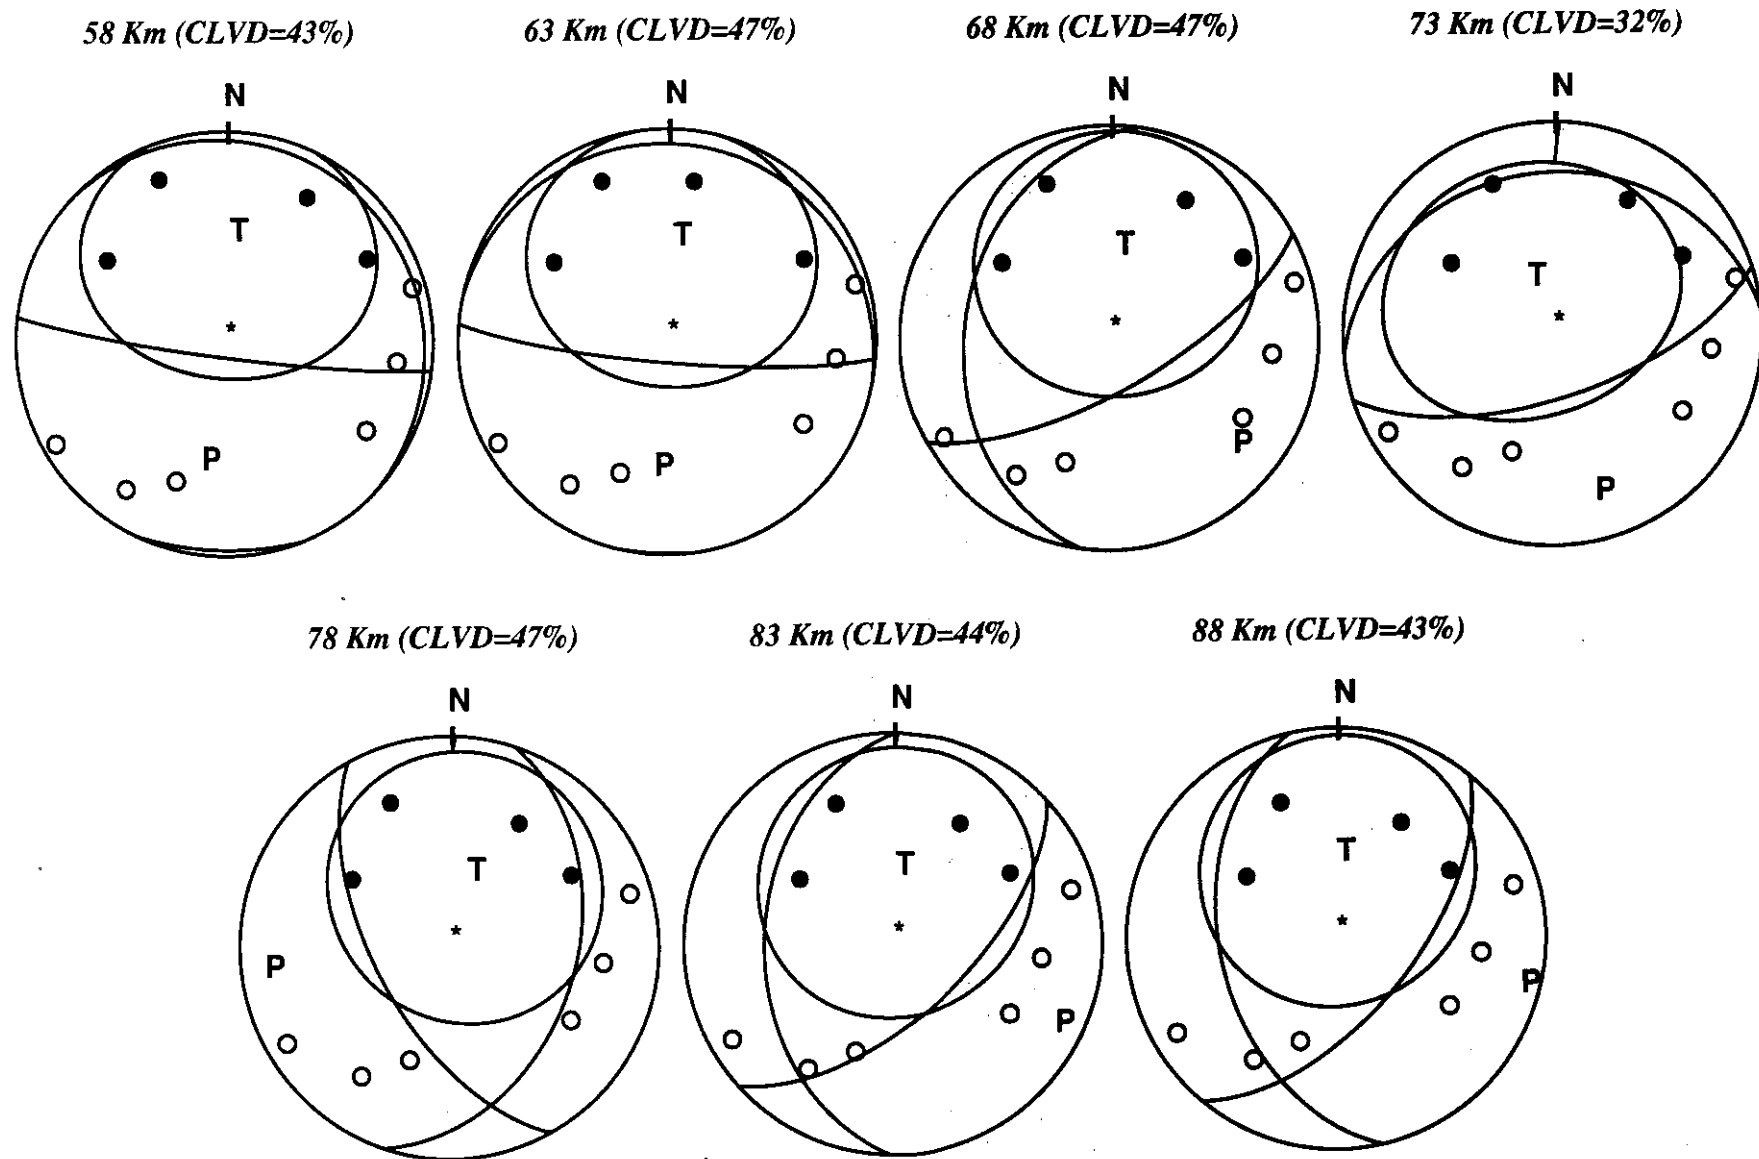 58 Km (CLVD=43%)
63 Km (CLVD=47%)
68 Km (CLVD=47%)
73 Km (CLVD=32%)
N
N
N
N
T
T
T
T
*
*
*
*
P
P
P
P
78 Km (CLVD=47%)
83 Km (CLVD=44%)
88 Km (CLVD=43%)
N
N
N
T
T
T
*
*
*
P
P
P